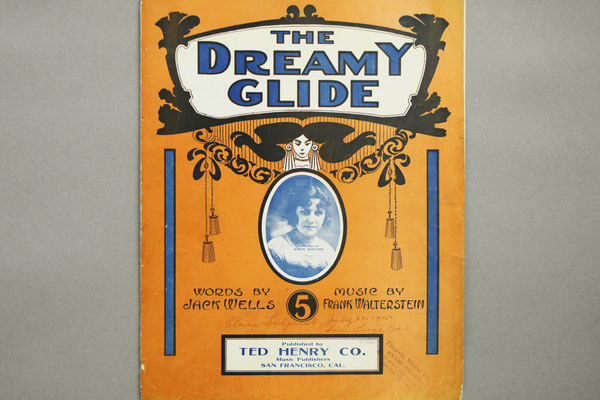 THE
DREAMY
GLIDE
WORDS BY
JACK WELLS
5
MUSIC BY
FRANK WALTERSTEIN
Published by
TED HENRY CO.
Music Publishers
SAN FRANCISCO, CAL.